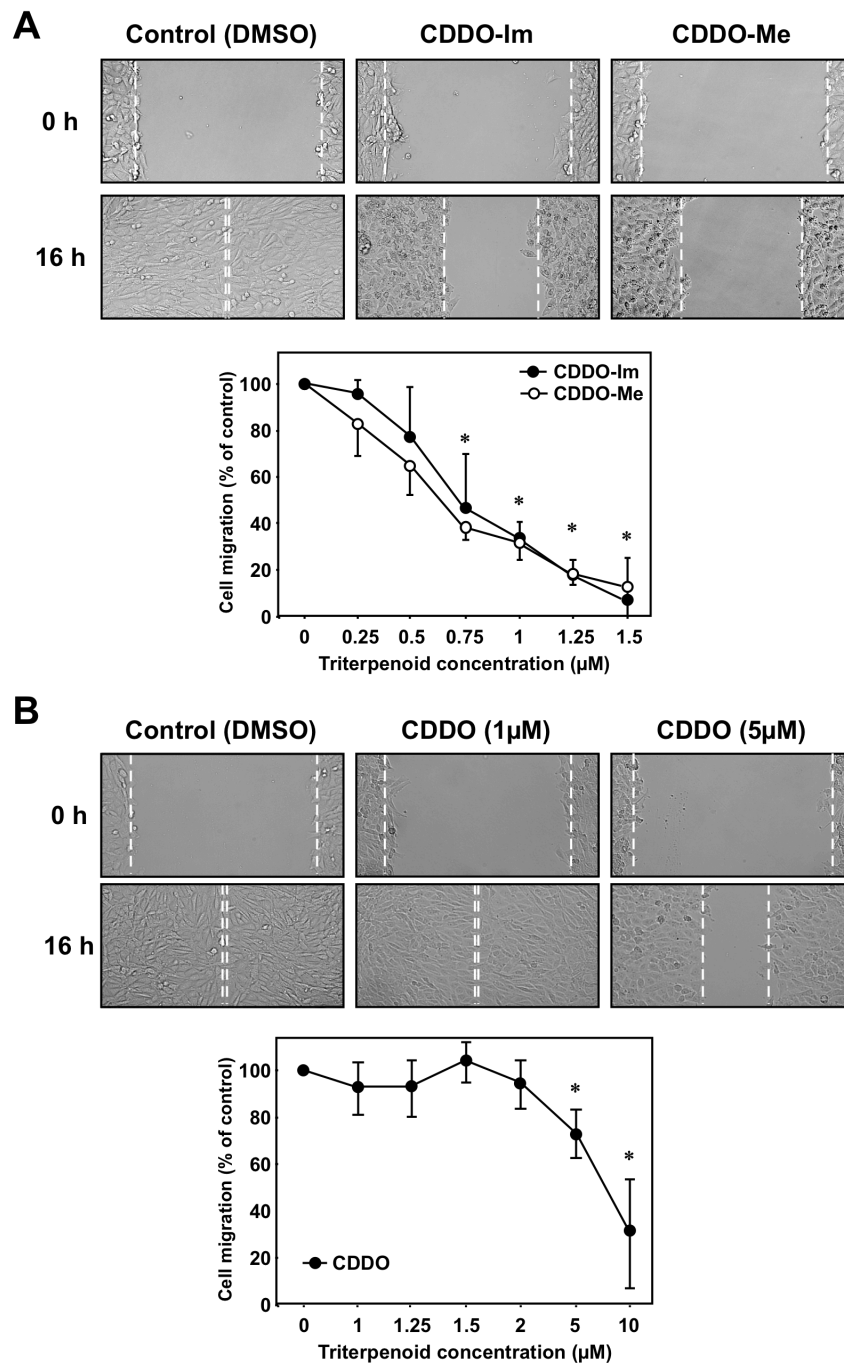 A
Control (DMSO)
CDDO-Im
CDDO-Me
0 h
16 h
Cell migration (% of control)
100
80
60
40
20
0
CDDO-Im
CDDO-Me
*
*
*
*
0 0.25 0.5 0.75 1 1.25 1.5
Triterpenoid concentration (µM)
B
Control (DMSO)
CDDO (1µM)
CDDO (5µM)
0 h
16 h
Cell migration (% of control)
100
80
60
40
20
0
*
*
CDDO
0 1 1.25 1.5 2 5 10
Triterpenoid concentration (µM)